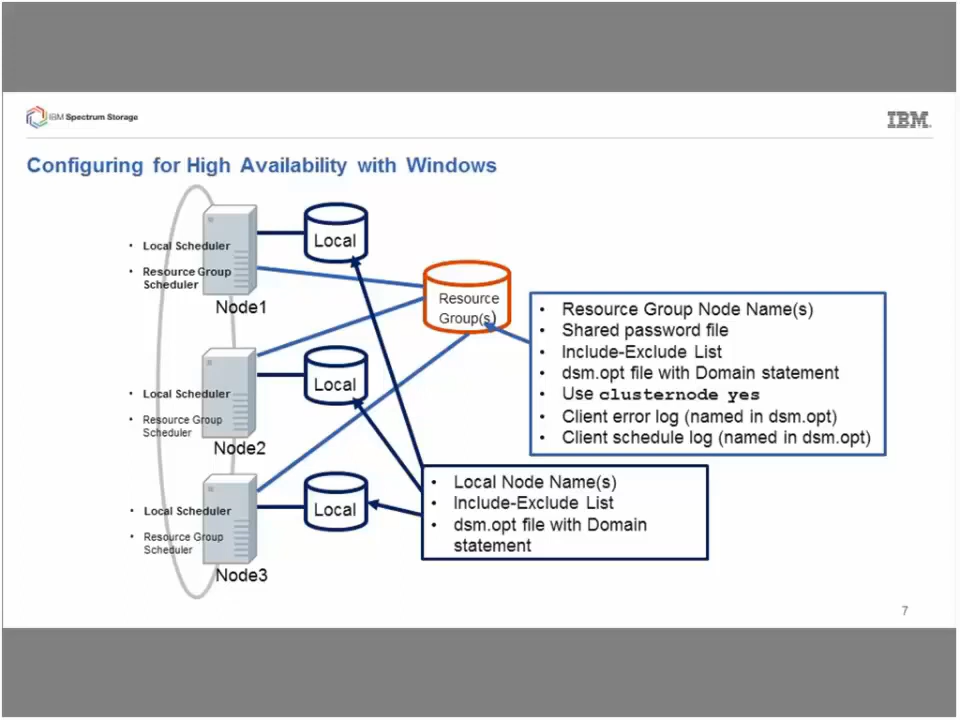 IBM Spectrum Storage
IBM
Configuring for High Availability with Windows
• Local Scheduler
• Resource Group
Scheduler
Node1
Local
Resource
Group(s)
• Resource Group Node Name(s)
• Shared password file
• Include-Exclude List
• dsm.opt file with Domain statement
• Use clusternode yes
• Client error log (named in dsm.opt)
• Client schedule log (named in dsm.opt)
• Local Scheduler
• Resource Group
Scheduler
Node2
Local
• Local Scheduler
• Resource Group
Scheduler
Node3
Local
• Local Node Name(s)
• Include-Exclude List
• dsm.opt file with Domain
statement
7